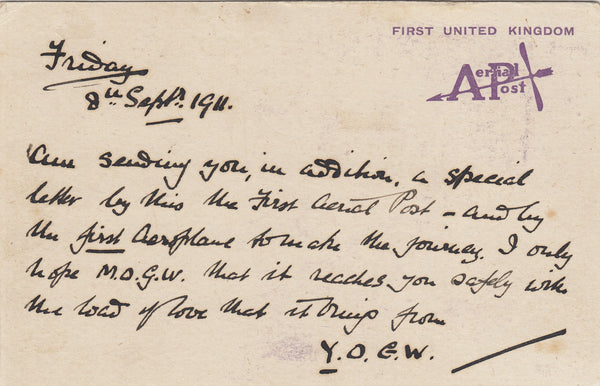 FIRST UNITED KINGDOM
Aerial
Post
Friday
8th Sept. 1911.
Am sending you, in addition, a special
letter by this the First Aerial Post – and by
the first Aeroplane to make the journey. I only
hope M.O.G.W. that it reaches you safely with
the load of love that it brings from
Y.O.G.W.